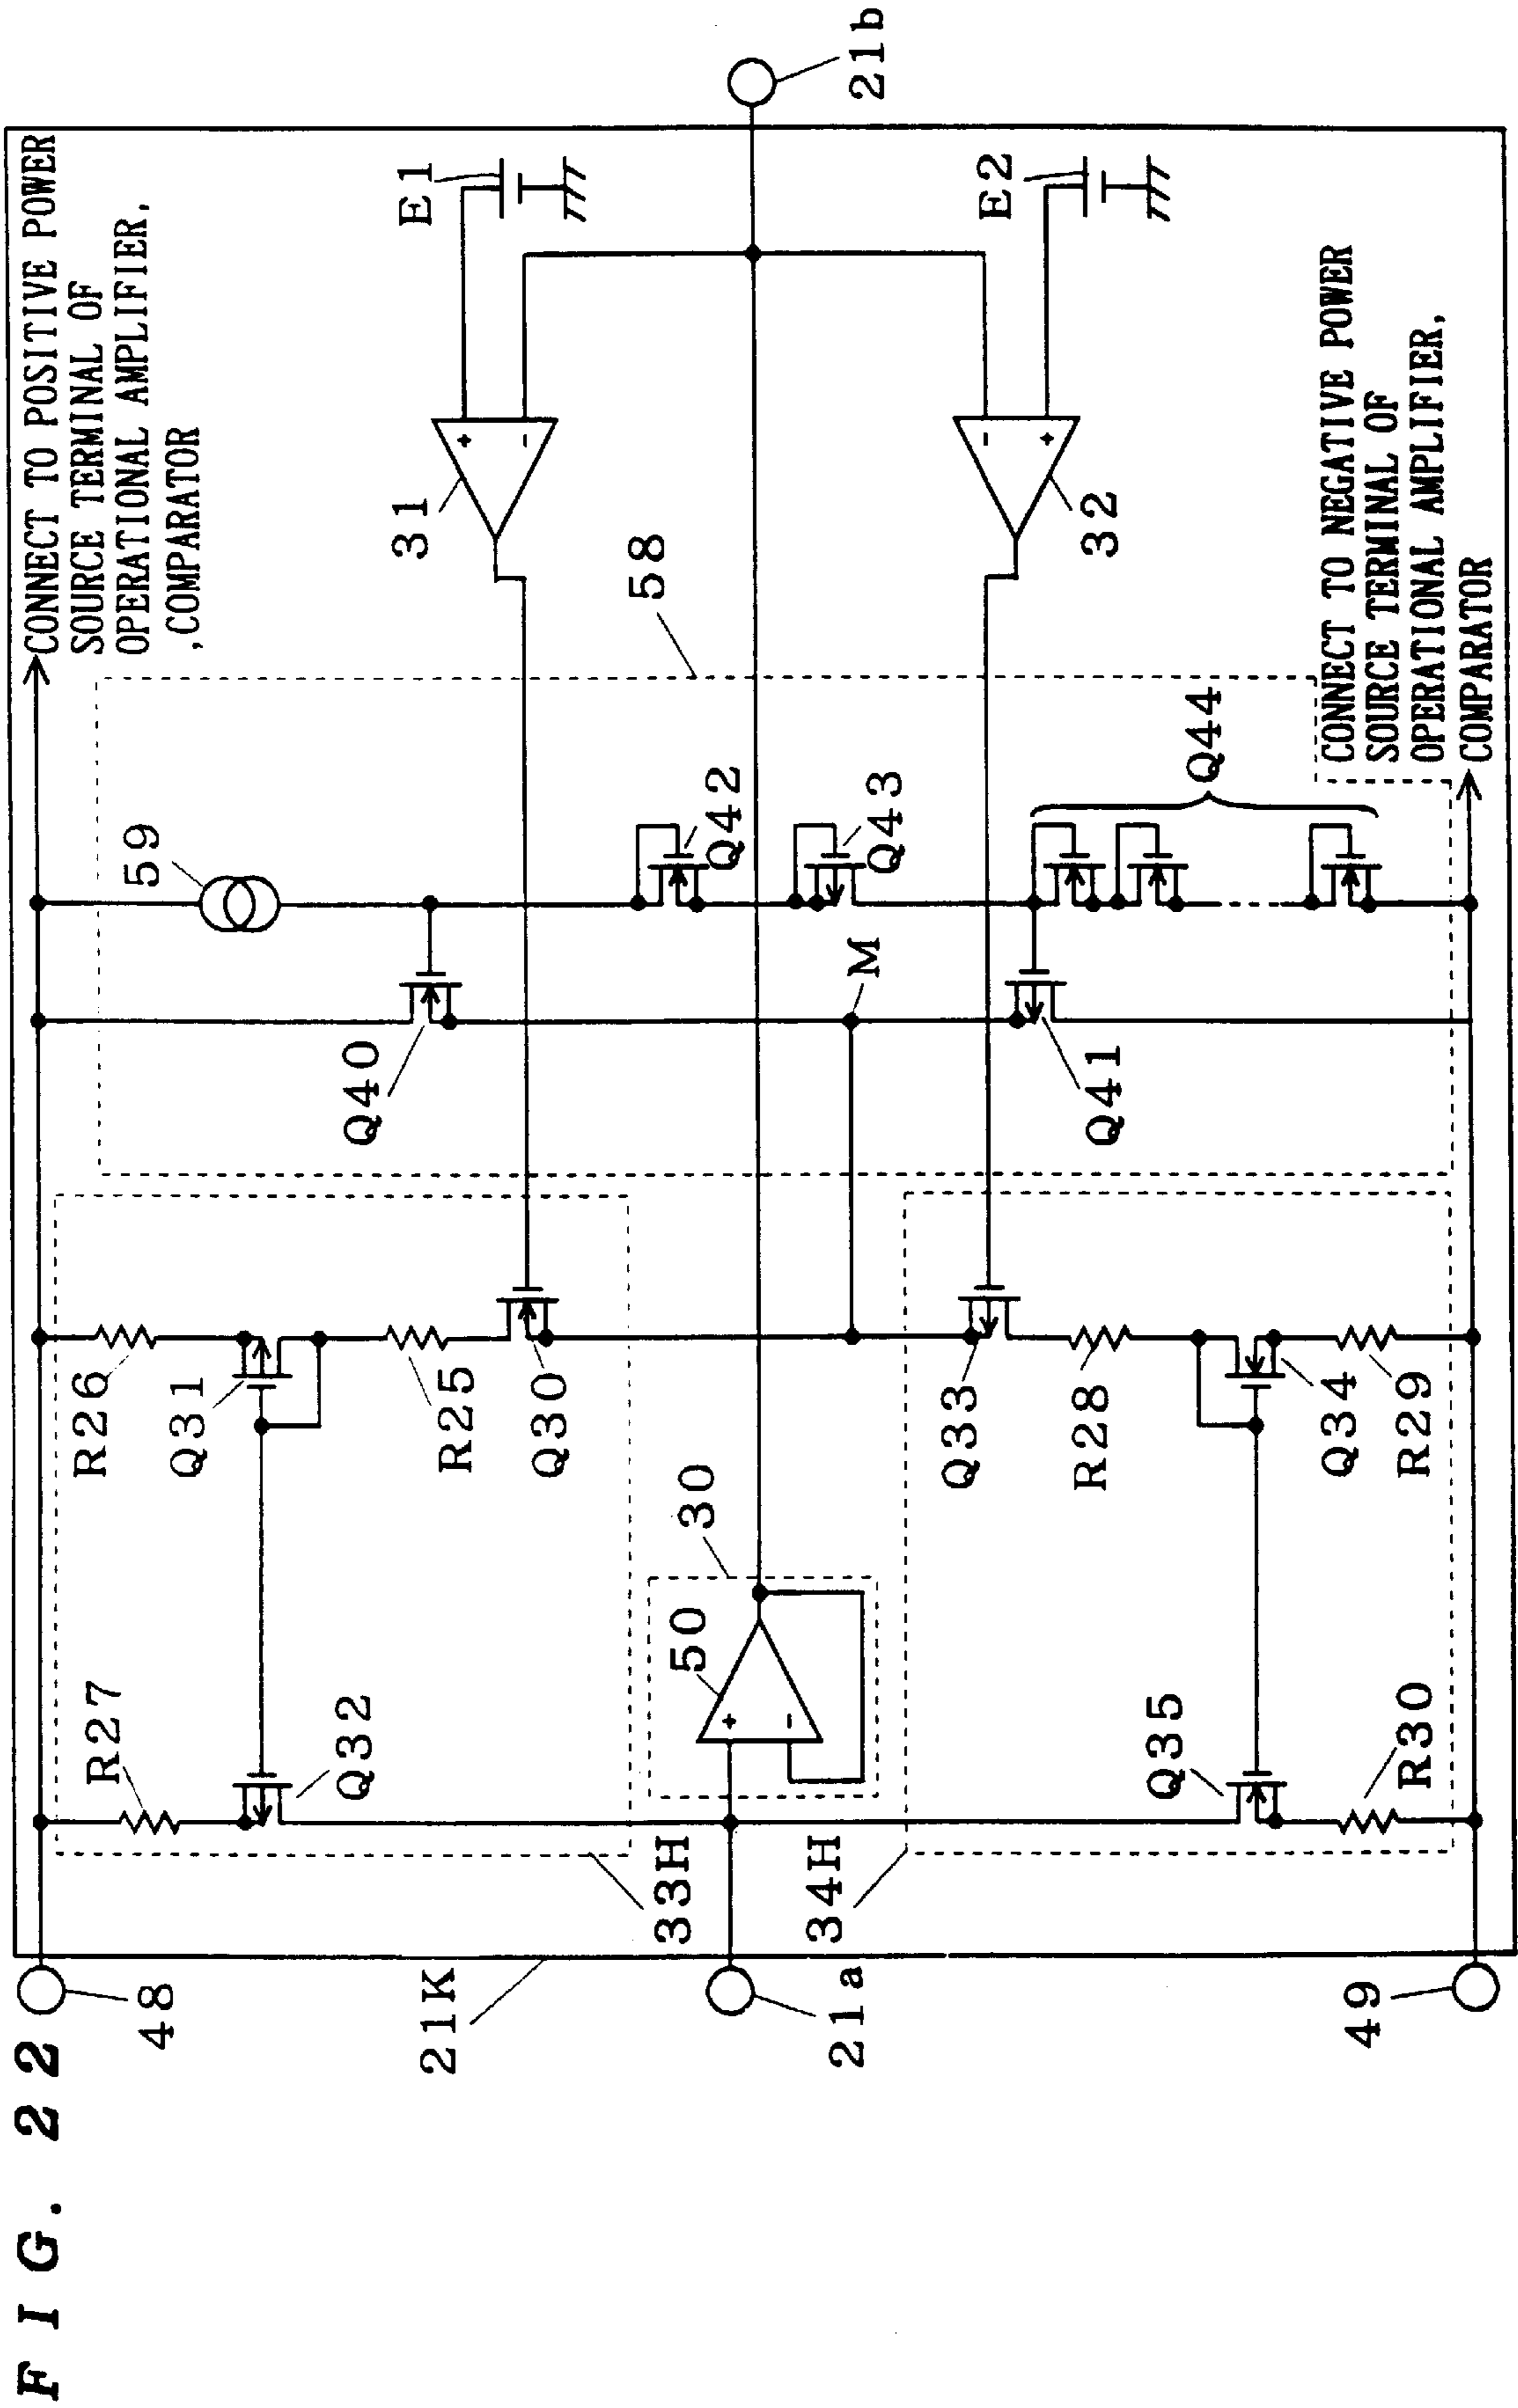 FIG. 22
48
21K
21a
49
R27
Q32
33H
34H
50
30
Q35
R30
R26
Q31
R25
Q30
Q33
R28
Q34
R29
Q40
M
Q41
59
58
Q42
Q43
Q44
31
32
+
-
-
+
+
-
E1
E2
21b
CONNECT TO POSITIVE POWER
SOURCE TERMINAL OF
OPERATIONAL AMPLIFIER,
,COMPARATOR
CONNECT TO NEGATIVE POWER
SOURCE TERMINAL OF
OPERATIONAL AMPLIFIER,
COMPARATOR